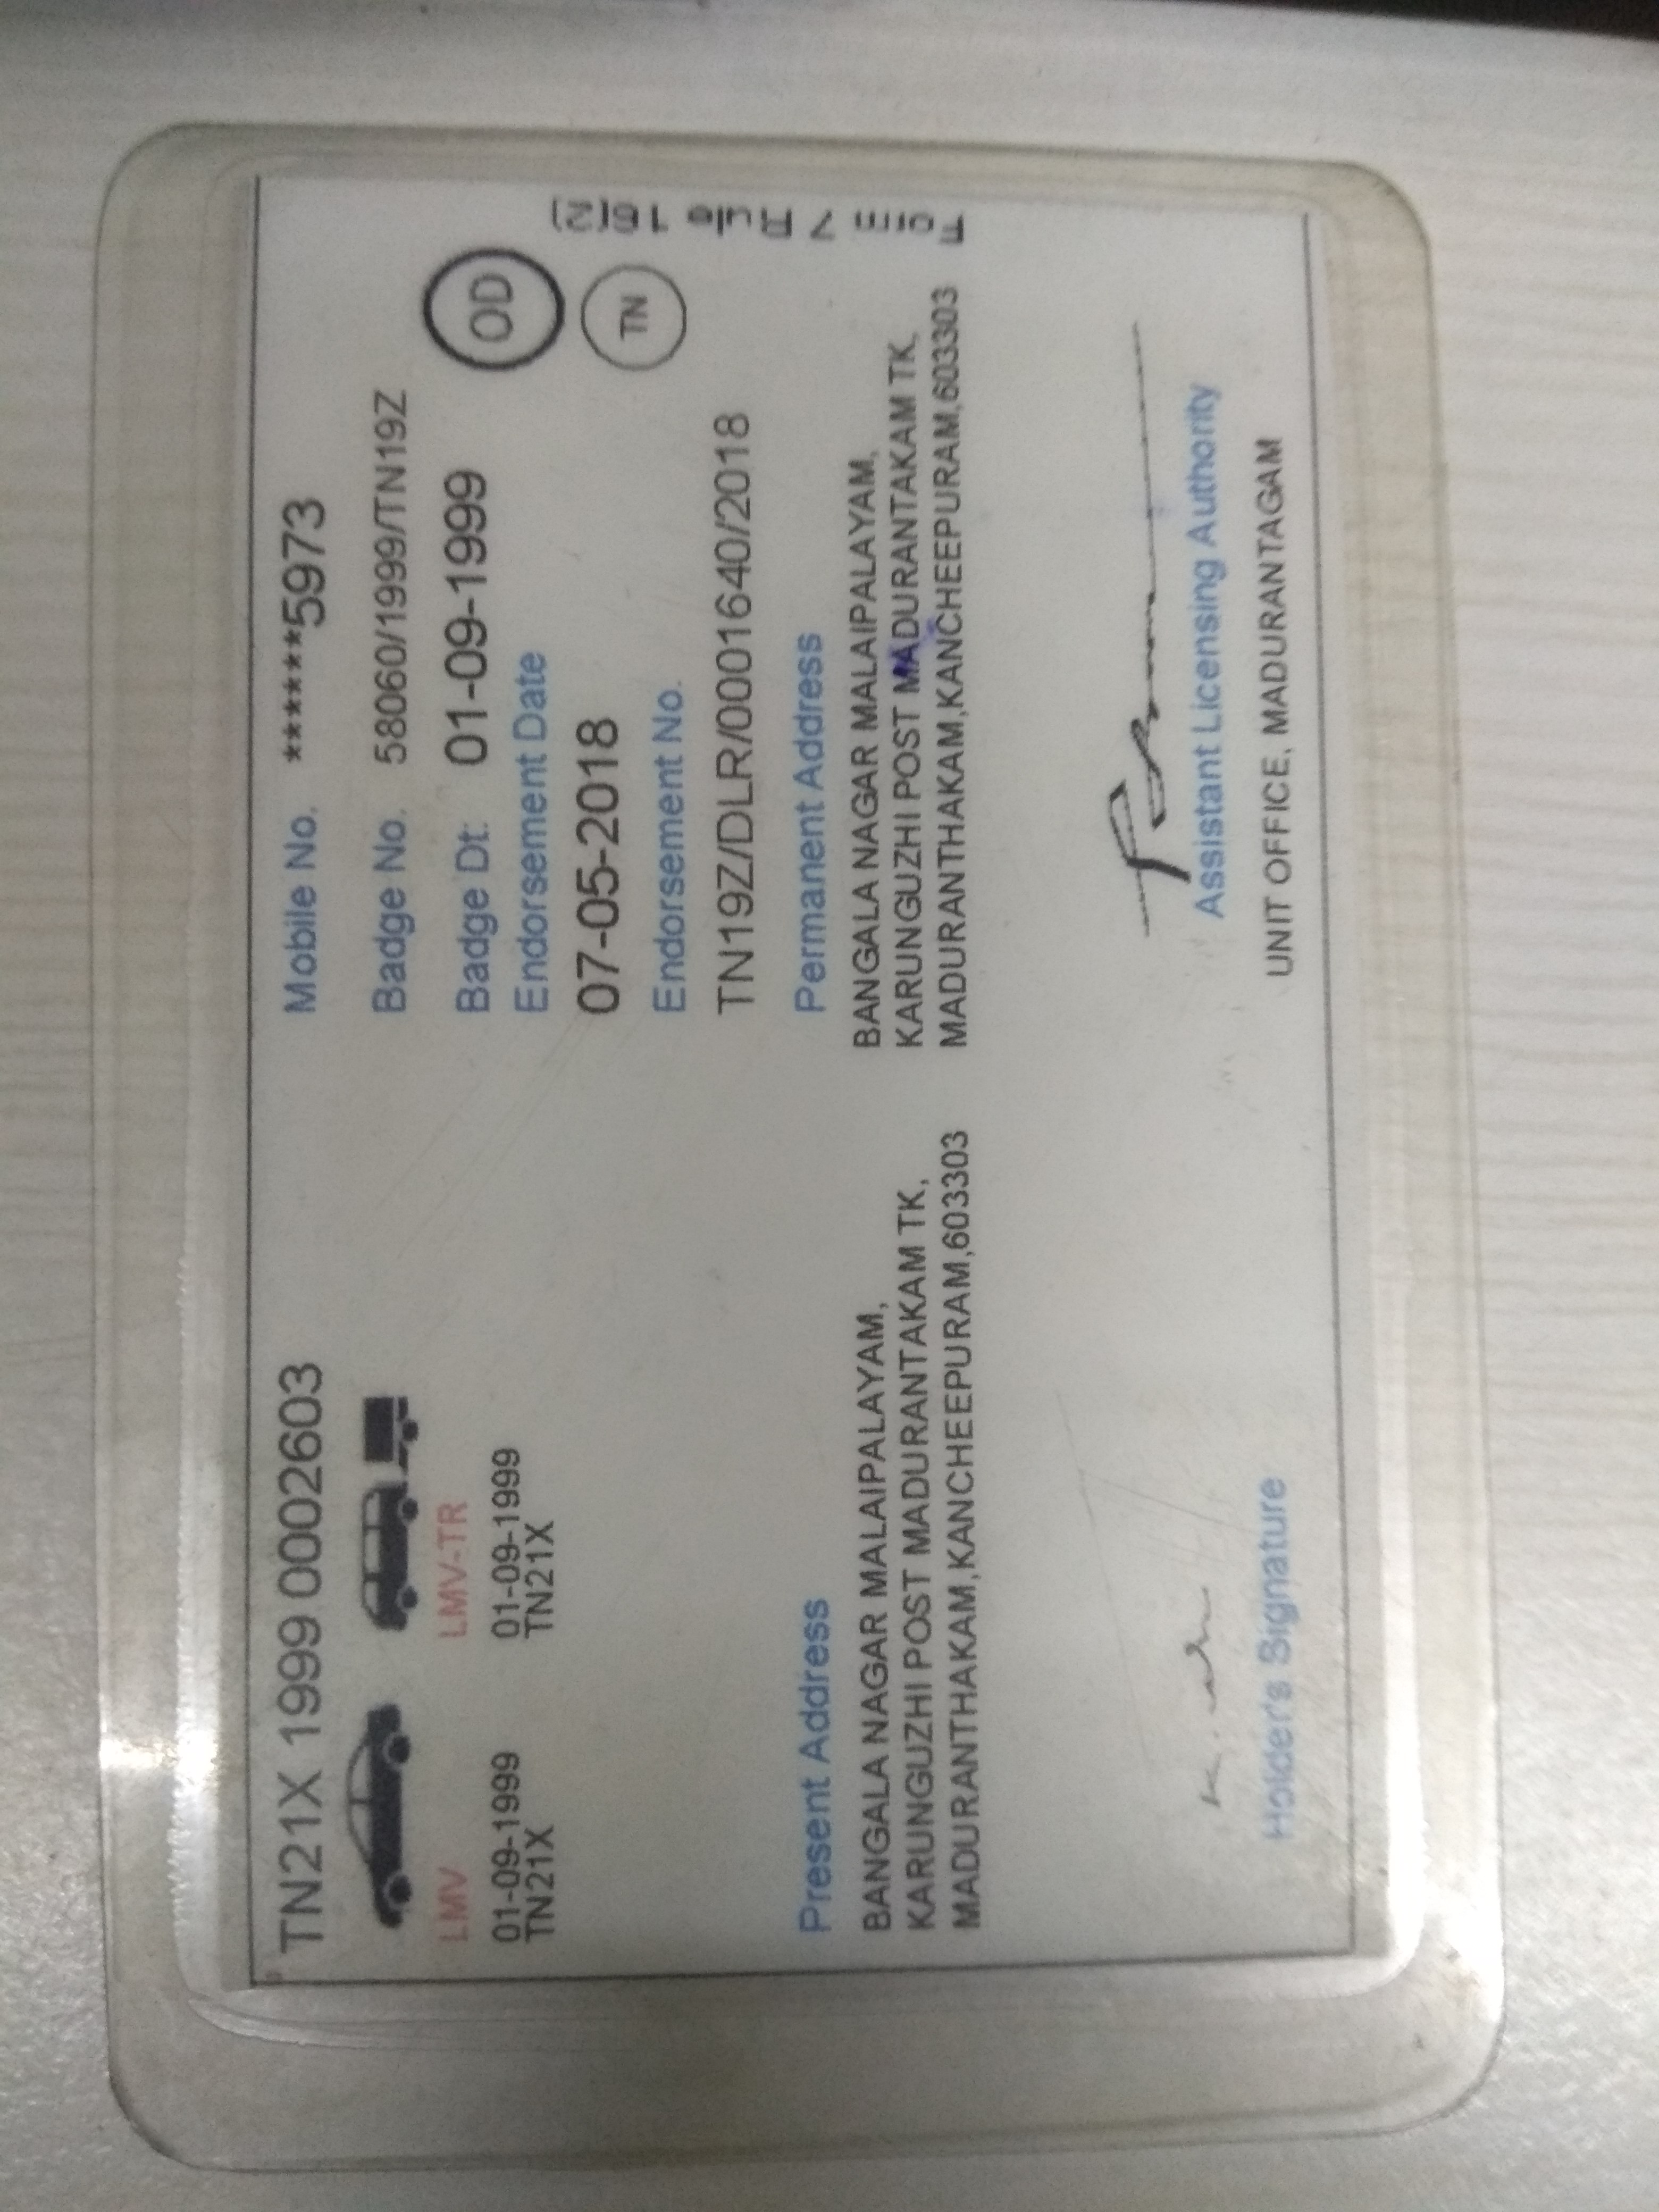 TN21X 1999 0002603
LMV
01-09-1999
TN21X
LMV-TR
01-09-1999
TN21X
Mobile No. ******5973
Badge No. 58060/1999/TN19Z
Badge Dt: 01-09-1999
Endorsement Date
07-05-2018
Endorsement No.
TN19Z/DLR/0001640/2018
OD
TN
Form 7 Rule 16(2)
Present Address
BANGALA NAGAR MALAIPALAYAM,
KARUNGUZHI POST MADURANTAKAM TK,
MADURANTHAKAM,KANCHEEPURAM,603303
Permanent Address
BANGALA NAGAR MALAIPALAYAM,
KARUNGUZHI POST MADURANTAKAM TK,
MADURANTHAKAM,KANCHEEPURAM,603303
Holder's Signature
Assistant Licensing Authority
UNIT OFFICE, MADURANTAGAM